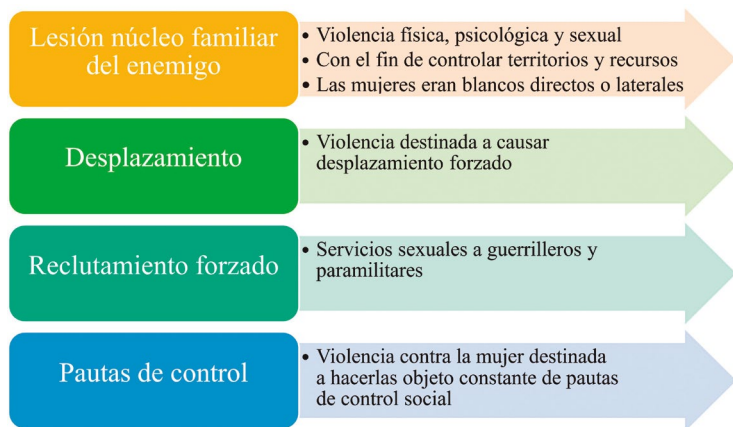 Lesión núcleo familiar
del enemigo
• Violencia física, psicológica y sexual
• Con el fin de controlar territorios y recursos
• Las mujeres eran blancos directos o laterales
Desplazamiento
• Violencia destinada a causar
desplazamiento forzado
Reclutamiento forzado
• Servicios sexuales a guerrilleros y
paramilitares
Pautas de control
• Violencia contra la mujer destinada
a hacerlas objeto constante de pautas
de control social